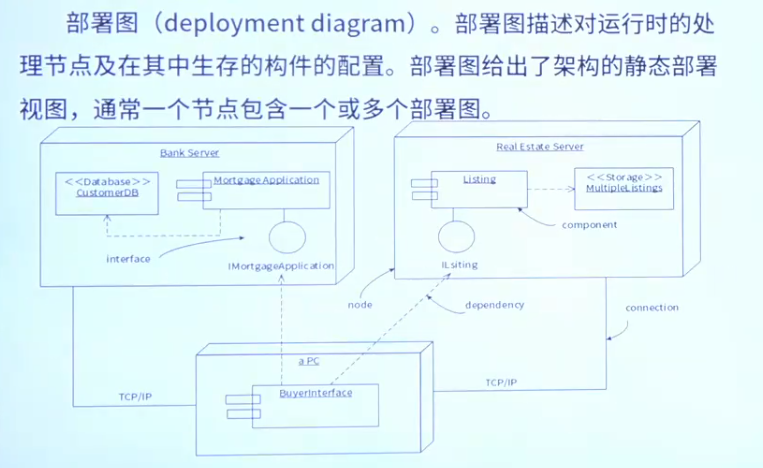 部署图（deployment diagram）。部署图描述对运行时的处
理节点及在其中生存的构件的配置。部署图给出了架构的静态部署
视图，通常一个节点包含一个或多个部署图。
Bank Server
Real Estate Server
<<Database>>
CustomerDB
MortgageApplication
Listing
<<Storage>>
MultipleListings
component
interface
IMortgageApplication
ILsiting
node
dependency
connection
a PC
BuyerInterface
TCP/IP
TCP/IP